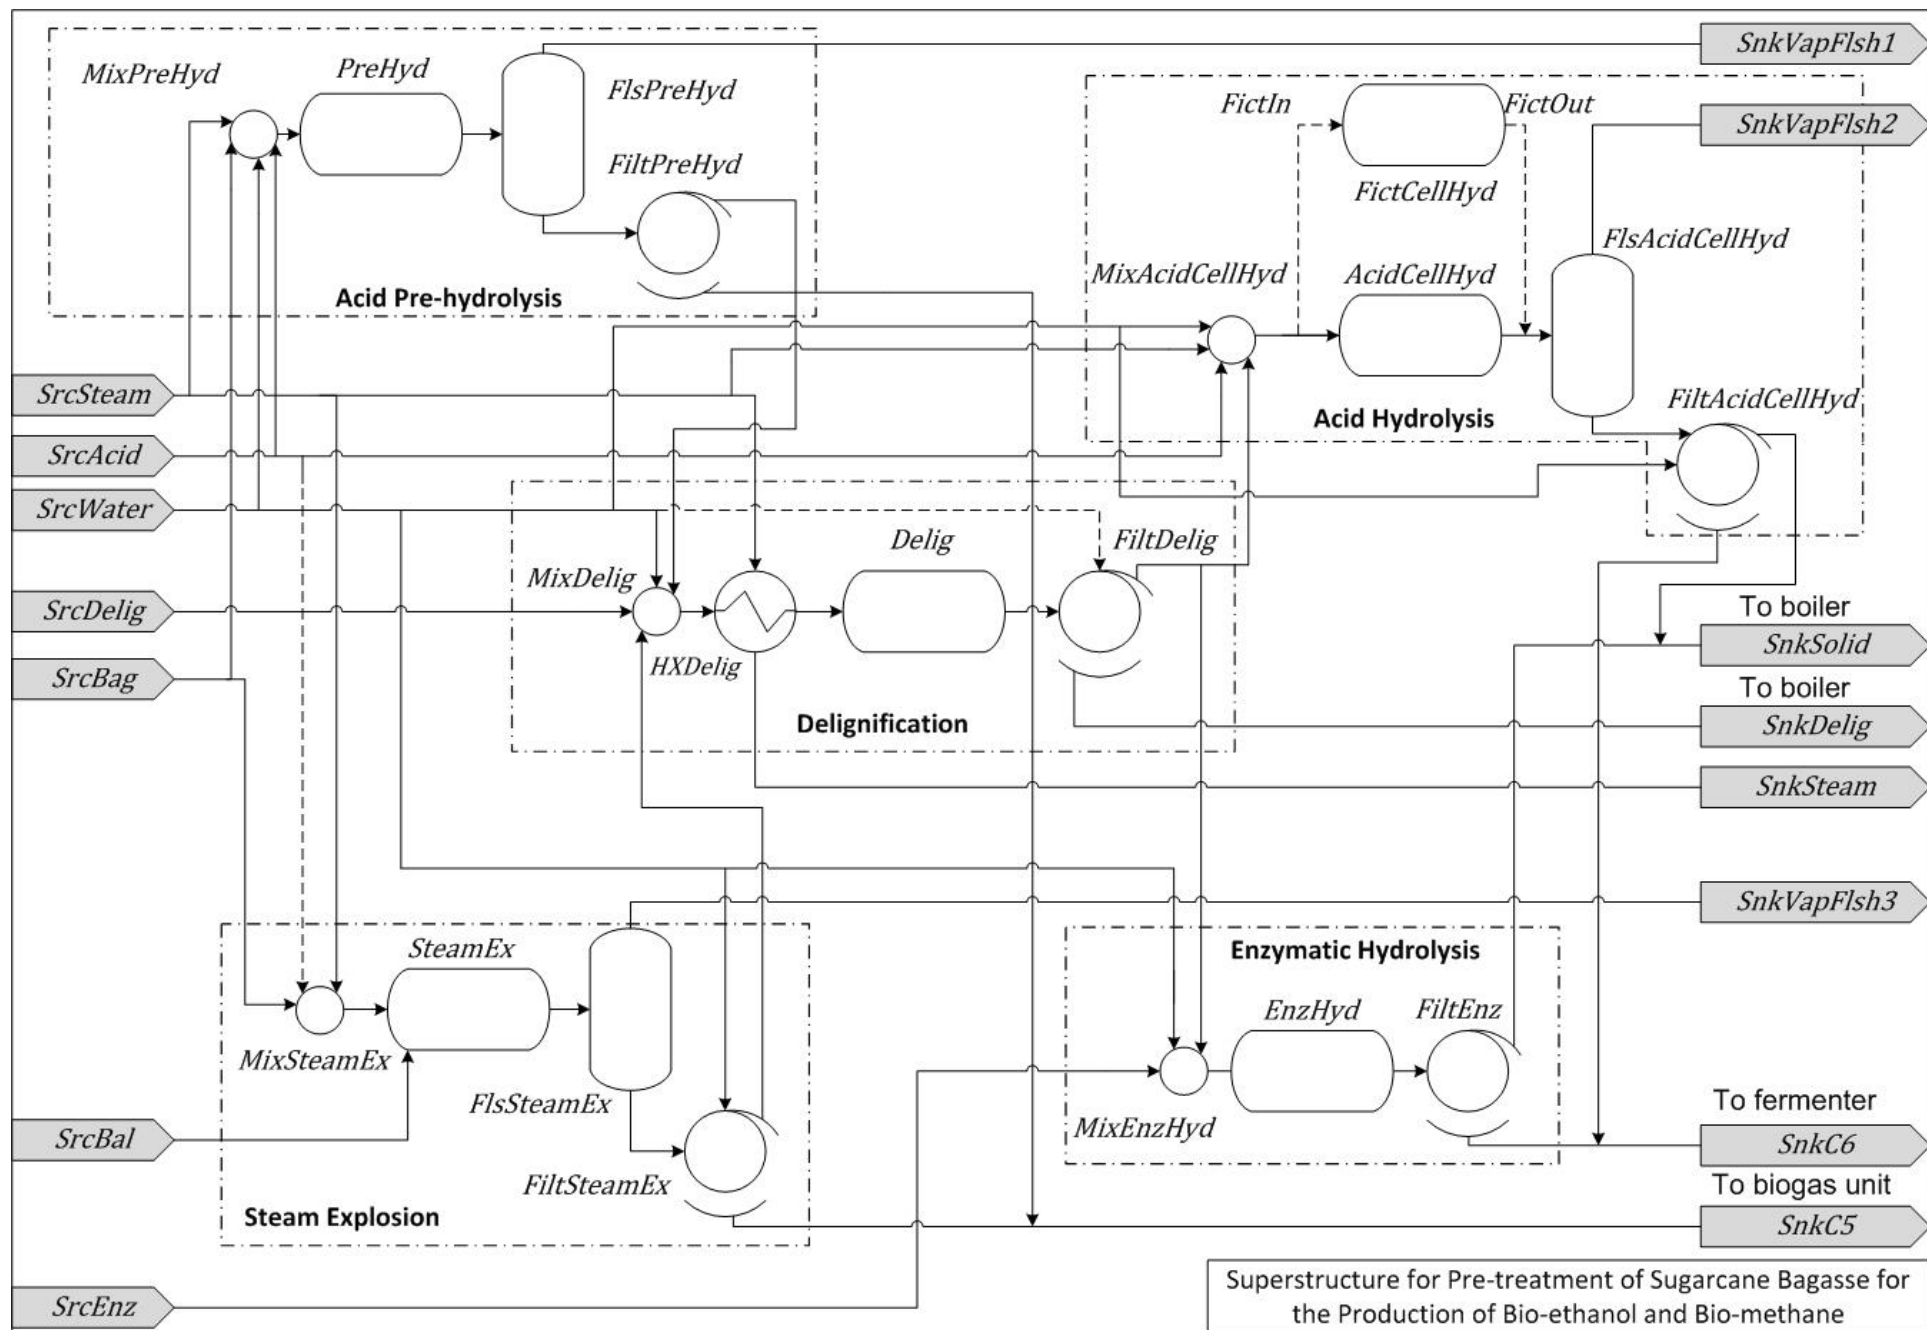 SnkVapFlsh1
MixPreHyd
PreHyd
FlsPreHyd
FictIn
FictOut
SnkVapFlsh2
FiltPreHyd
FictCellHyd
FlsAcidCellHyd
MixAcidCellHyd
AcidCellHyd
Acid Pre-hydrolysis
SrcSteam
FiltAcidCellHyd
Acid Hydrolysis
SrcAcid
SrcWater
Delig
FiltDelig
MixDelig
SrcDelig
To boiler
SnkSolid
HXDelig
SrcBag
To boiler
Delignification
SnkDelig
SnkSteam
SnkVapFlsh3
SteamEx
Enzymatic Hydrolysis
EnzHyd
FiltEnz
MixSteamEx
FlsSteamEx
To fermenter
MixEnzHyd
SrcBal
SnkC6
FiltSteamEx
To biogas unit
Steam Explosion
SnkC5
SrcEnz
Superstructure for Pre-treatment of Sugarcane Bagasse for
the Production of Bio-ethanol and Bio-methane